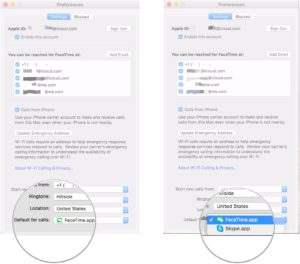 Preferences
Settings Blocked
Apple ID: @icloud.com Sign Out
Enable this account
You can be reached for FaceTime at: Add Email
+1 (
@icloud.com
@icloud.com
@me.com
Calls from iPhone
Use your iPhone cellular account to make and receive
calls from this Mac even when your iPhone is not nearby.
Update Emergency Address
Wi-Fi calls require an address to help emergency response
services respond to calls. Review your carrier's
emergency calling information to understand the availability
of emergency calling over Wi-Fi.
About Wi-Fi Calling & Privacy...
Start new calls from: +1 (
Ringtone: Hillside
Location: United States
Default for calls: FaceTime.app
Preferences
Settings Blocked
Apple ID: @icloud.com Sign Out
Enable this account
You can be reached for FaceTime at: Add Email
+1 (
@icloud.com
@icloud.com
@me.com
Calls from iPhone
Use your iPhone cellular account to make and receive
calls from this Mac even when your iPhone is not nearby.
Update Emergency Address
Wi-Fi calls require an address to help emergency response
services respond to calls. Review your carrier's
emergency calling information to understand the availability
of emergency calling over Wi-Fi.
About Wi-Fi Calling & Privacy...
Start new calls from:
Hillside
United States
Default for
FaceTime.app
Skype.app